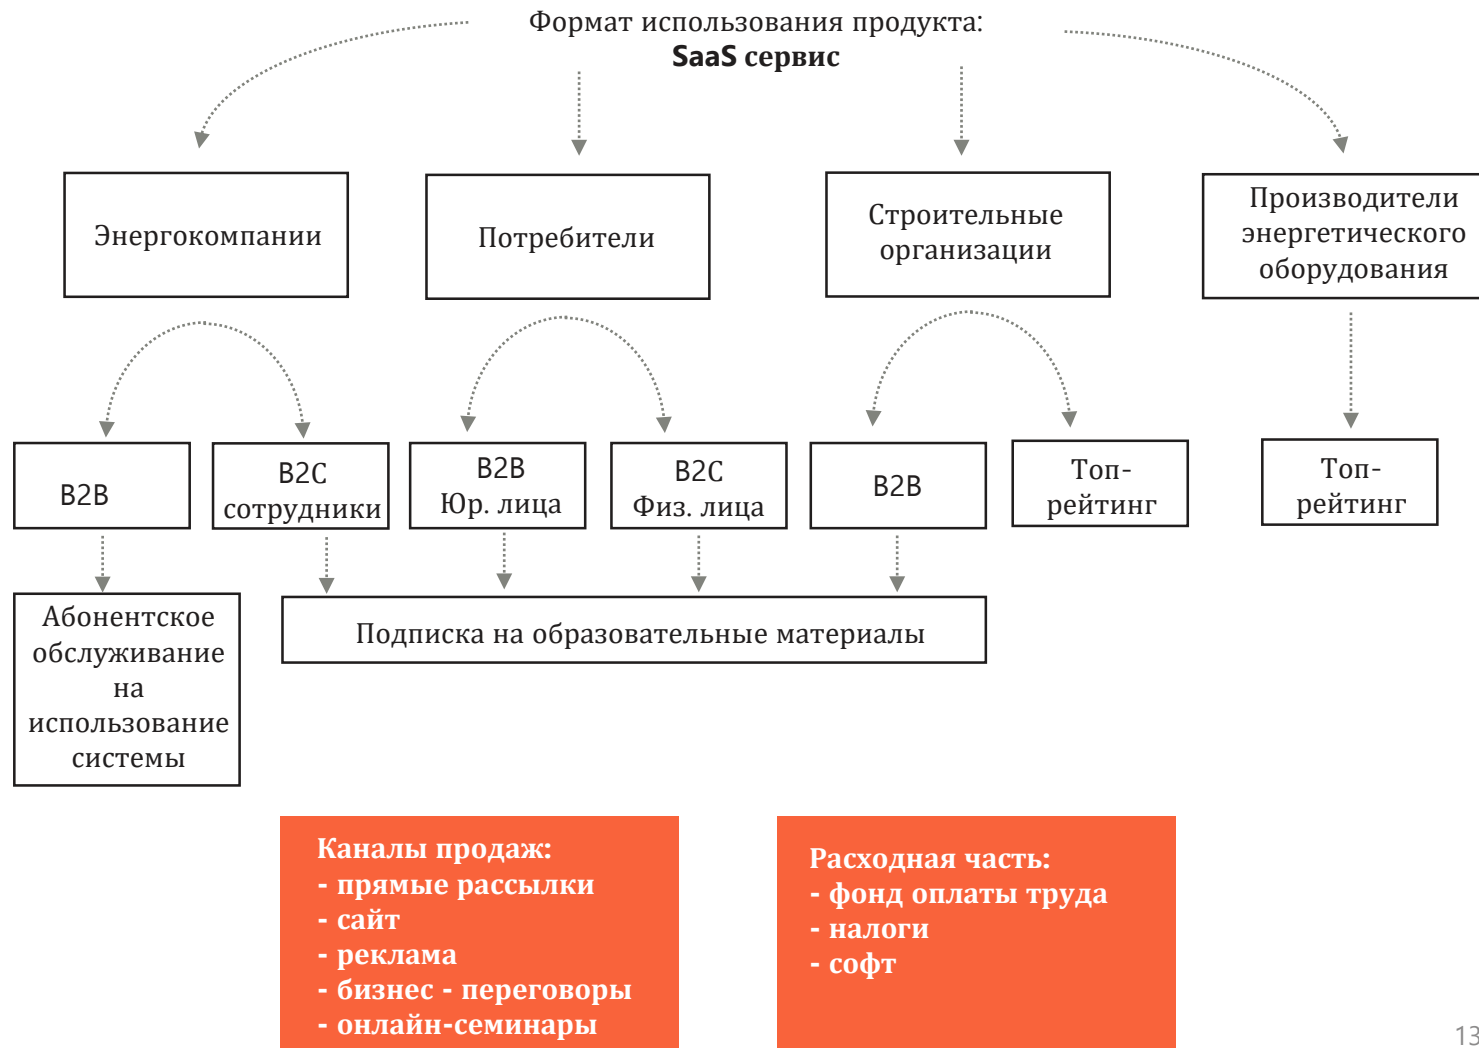 Формат использования продукта:
SaaS сервис
Энергокомпании
Потребители
Строительные
организации
Производители
энергетического
оборудования
B2B
B2C
сотрудники
B2B
Юр. лица
B2C
Физ. лица
B2B
Топ-
рейтинг
Топ-
рейтинг
Абонентское
обслуживание
на
использование
системы
Подписка на образовательные материалы
Каналы продаж:
- прямые рассылки
- сайт
- реклама
- бизнес - переговоры
- онлайн-семинары
Расходная часть:
- фонд оплаты труда
- налоги
- софт
13